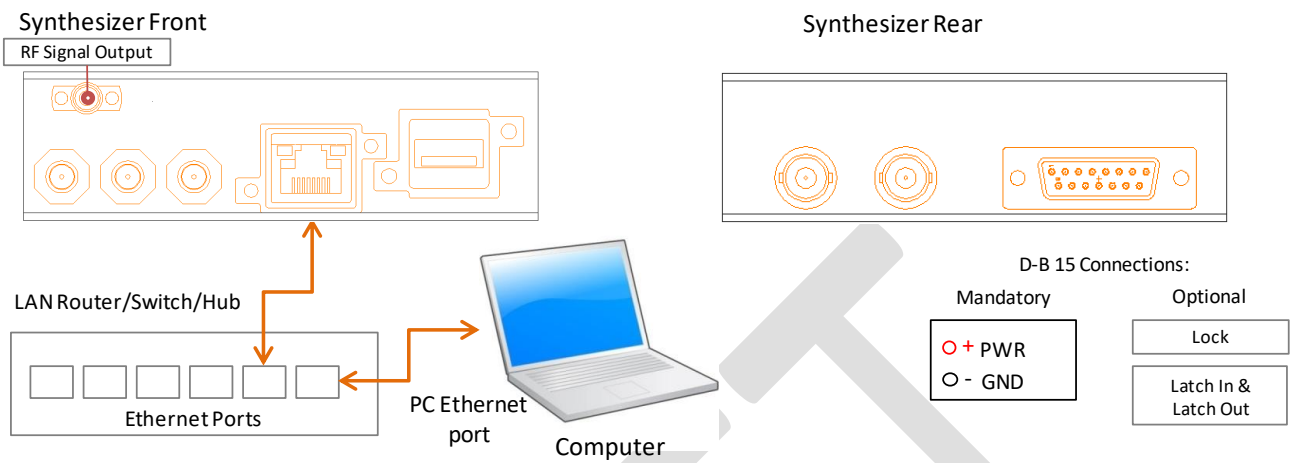 Synthesizer Front
RF Signal Output
Synthesizer Rear
LAN Router/Switch/Hub
Ethernet Ports
PC Ethernet
port
Computer
D-B 15 Connections:
Mandatory
+ PWR
- GND
Optional
Lock
Latch In &
Latch Out